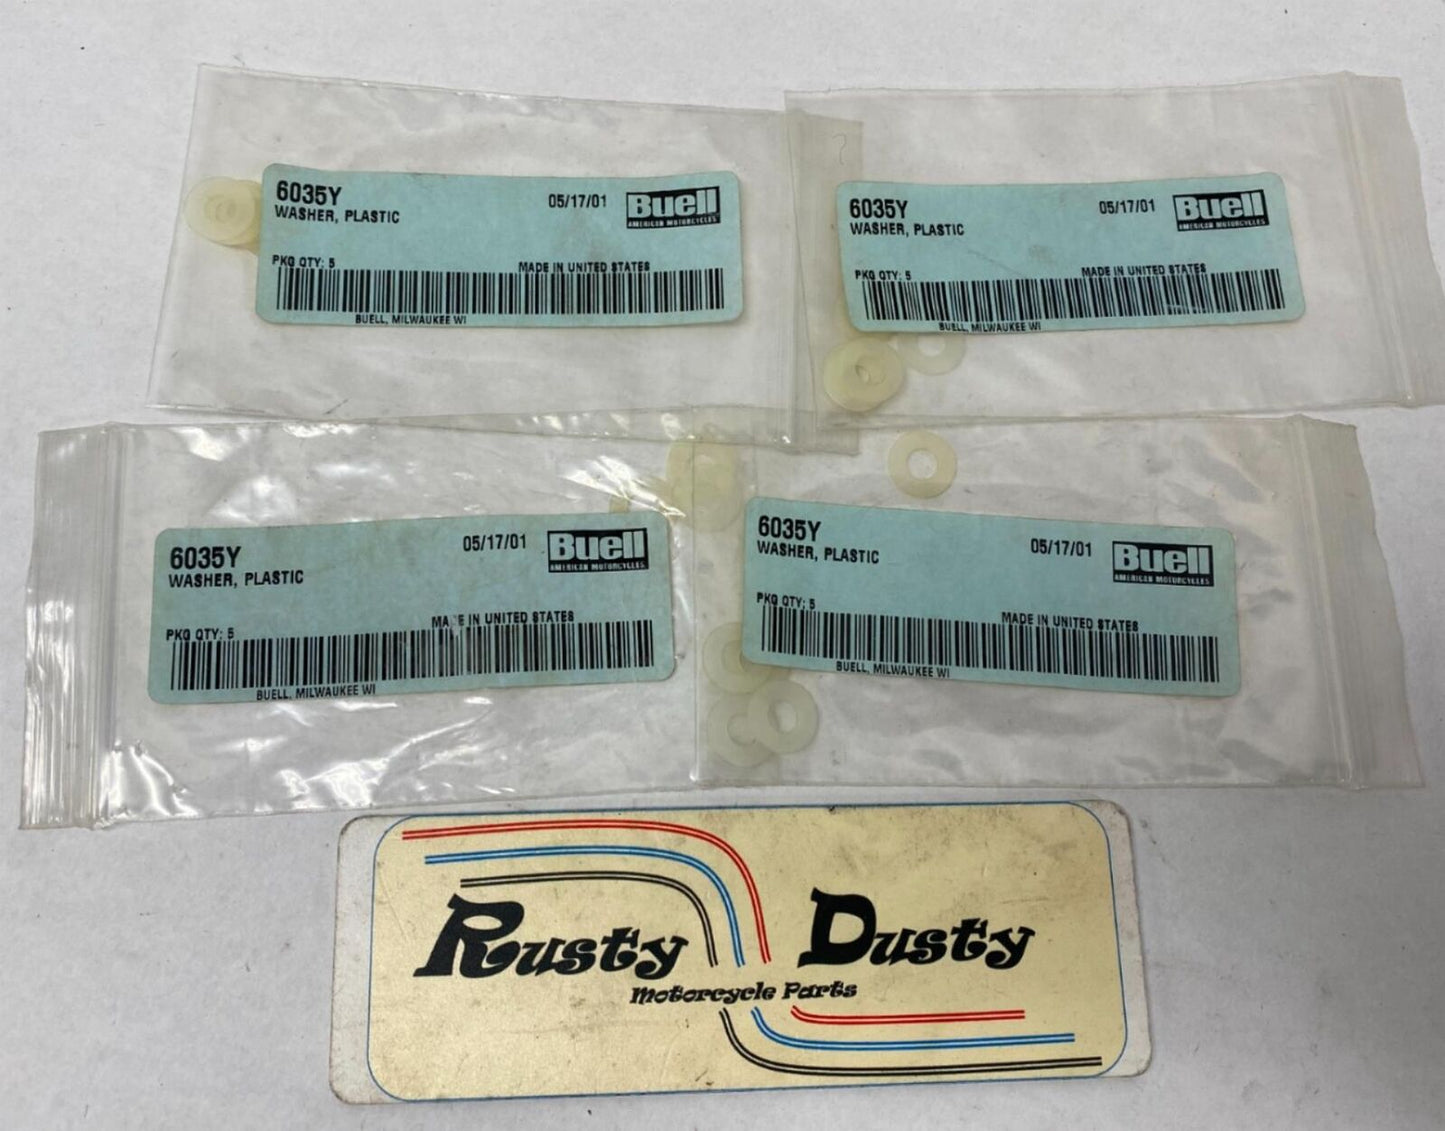 6035Y
WASHER, PLASTIC
05/17/01
Buell
AMERICAN MOTORCYCLES
PKG QTY: 5
MADE IN UNITED STATES
BUELL, MILWAUKEE WI
6035Y
WASHER, PLASTIC
05/17/01
Buell
AMERICAN MOTORCYCLES
PKG QTY: 5
MADE IN UNITED STATES
BUELL, MILWAUKEE WI
6035Y
WASHER, PLASTIC
05/17/01
Buell
AMERICAN MOTORCYCLES
PKG QTY: 5
MADE IN UNITED STATES
BUELL, MILWAUKEE WI
6035Y
WASHER, PLASTIC
05/17/01
Buell
AMERICAN MOTORCYCLES
PKG QTY: 5
MADE IN UNITED STATES
BUELL, MILWAUKEE WI
Rusty Dusty
Motorcycle Parts